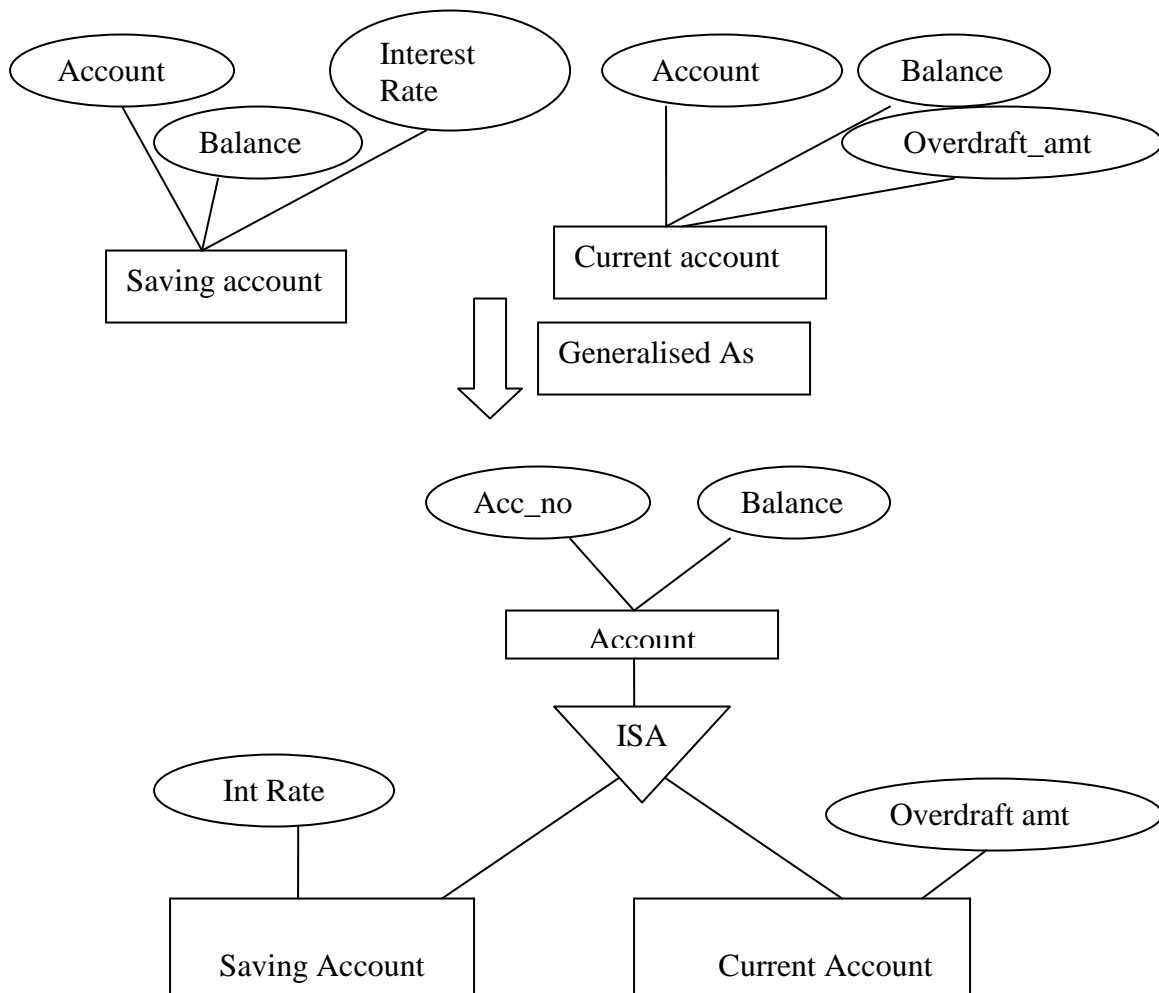 Account
Interest
Rate
Balance
Account
Balance
Overdraft_amt
Saving account
Current account
Generalised As
Acc_no
Balance
Account
ISA
Int Rate
Overdraft amt
Saving Account
Current Account